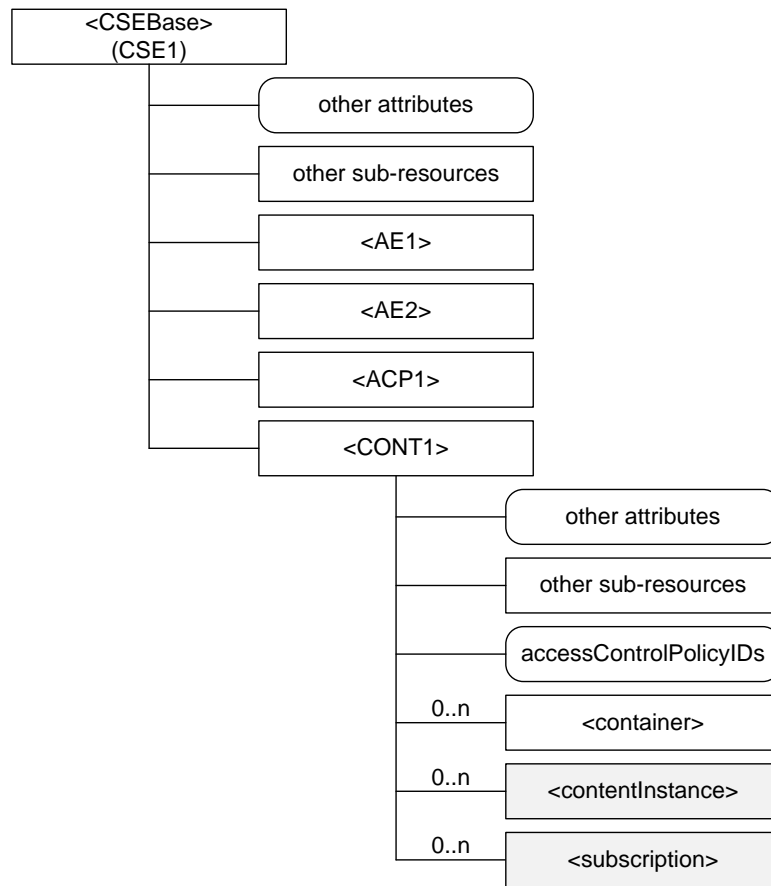 <CSEBase>
(CSE1)
other attributes
other sub-resources
<AE1>
<AE2>
<ACP1>
<CONT1>
other attributes
other sub-resources
accessControlPolicyIDs
0..n
<container>
0..n
<contentInstance>
0..n
<subscription>